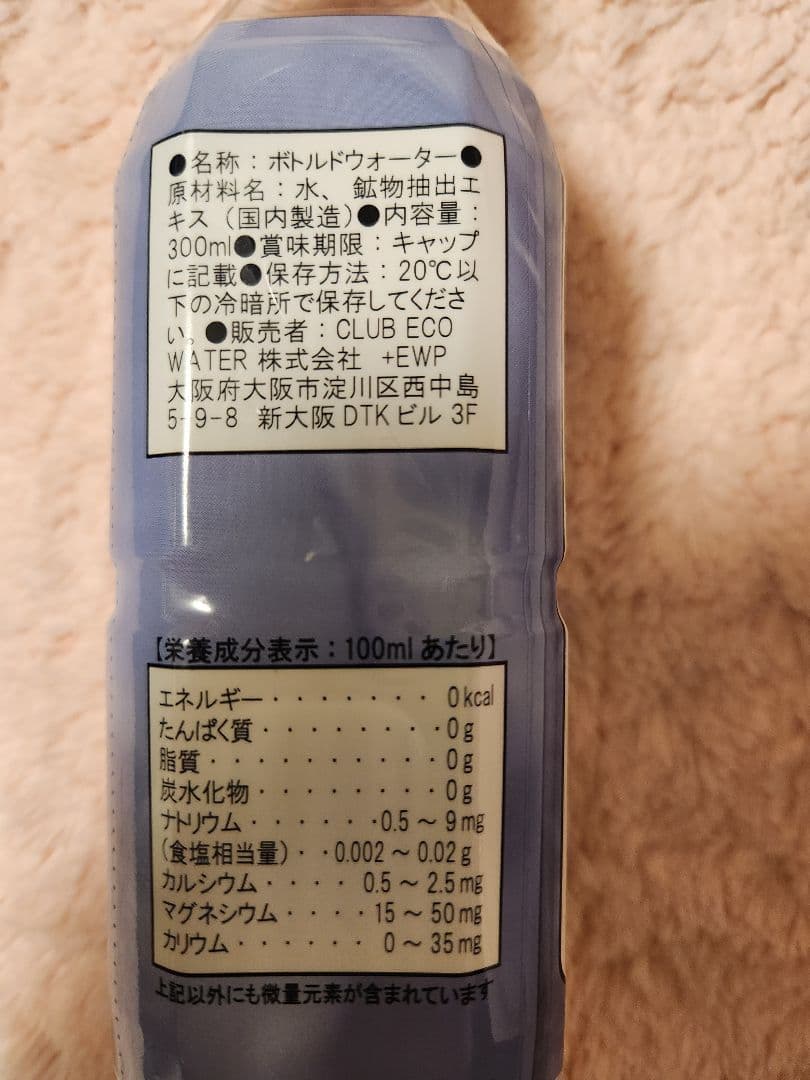 ●名称：ボトルドウォーター●
原材料名：水、鉱物抽出エ
キス（国内製造）●内容量：
300ml●賞味期限：キャップ
に記載●保存方法：20℃以
下の冷暗所で保存してくださ
い。●販売者：CLUB ECO
WATER 株式会社 +EWP
大阪府大阪市淀川区西中島
5-9-8 新大阪 DTK ビル 3F
【栄養成分表示：100ml あたり】
エネルギー・・・・・・・0kcal
たんぱく質・・・・・・・・0g
脂質・・・・・・・・・・0g
炭水化物・・・・・・・・0g
ナトリウム・・・・・・0.5～9mg
（食塩相当量）・・0.002～0.02g
カルシウム・・・・0.5～2.5mg
マグネシウム・・・・15～50mg
カリウム・・・・・・0～35mg
上記以外にも微量元素が含まれています